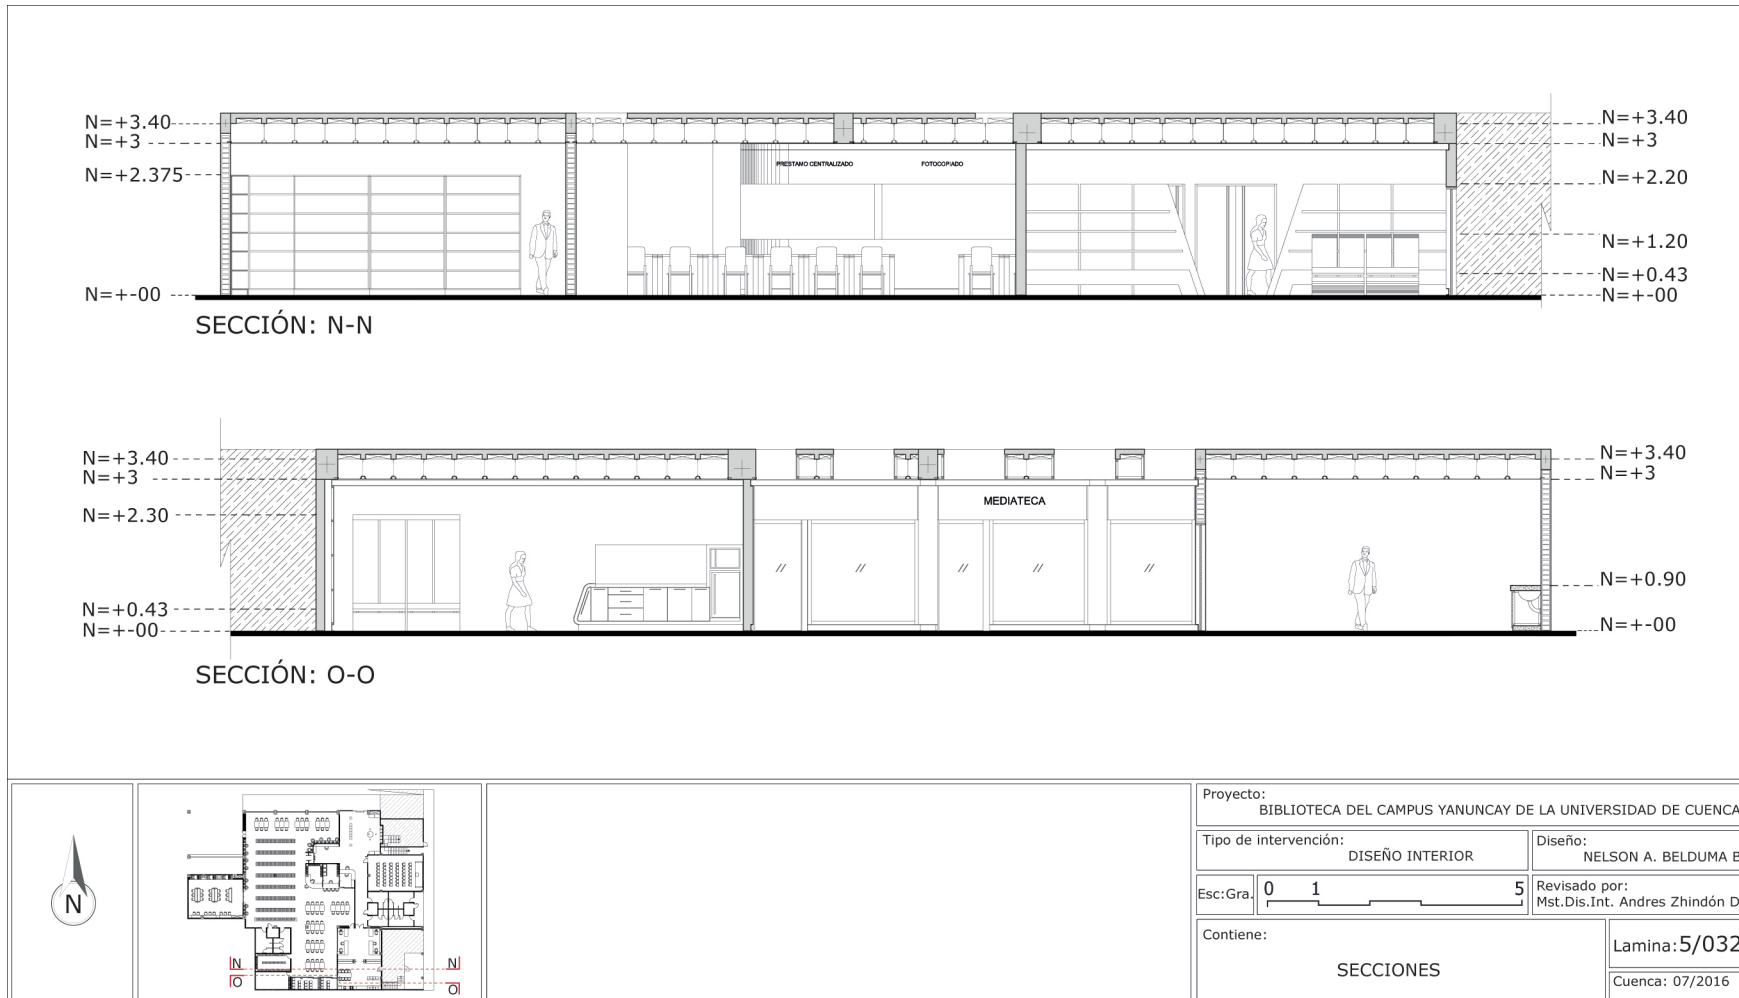 N=+3.40
N=+3
N=+2.375
N=+-00
PRESTAMO CENTRALIZADO
FOTOCOPIADO
N=+3.40
N=+3
N=+2.20
N=+1.20
N=+0.43
N=+-00
SECCIÓN: N-N
N=+3.40
N=+3
N=+2.30
N=+0.43
N=+-00
MEDIATECA
N=+3.40
N=+3
N=+0.90
N=+-00
SECCIÓN: O-O
N
N N
O O
Proyecto:
BIBLIOTECA DEL CAMPUS YANUNCAY DE LA UNIVERSIDAD DE CUENCA
Tipo de intervención:
DISEÑO INTERIOR
Diseño:
NELSON A. BELDUMA B
Esc:Gra. 0 1 5
Revisado por:
Mst.Dis.Int. Andres Zhindón D
Contiene:
SECCIONES
Lamina:5/032
Cuenca: 07/2016